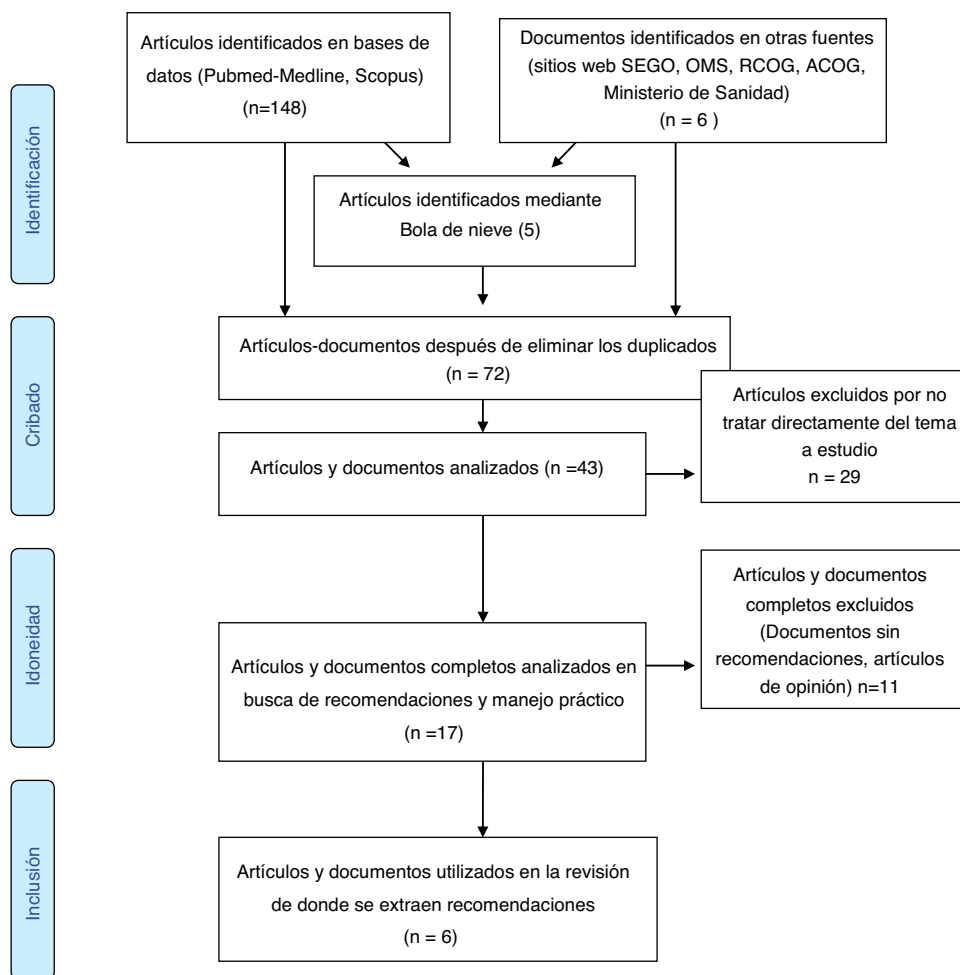 Artículos identificados en bases de
datos (Pubmed-Medline, Scopus)
(n=148)
Documentos identificados en otras fuentes
(sitios web SEGO, OMS, RCOG, ACOG,
Ministerio de Sanidad)
(n = 6 )
Identificación
Artículos identificados mediante
Bola de nieve (5)
Cribado
Artículos-documentos después de eliminar los duplicados
(n = 72)
Artículos excluidos por no
tratar directamente del tema
a estudio
n = 29
Artículos y documentos analizados (n =43)
Idoneidad
Artículos y documentos
completos excluidos
(Documentos sin
recomendaciones, artículos
de opinión) n=11
Artículos y documentos completos analizados en
busca de recomendaciones y manejo práctico
(n =17)
Inclusión
Artículos y documentos utilizados en la revisión
de donde se extraen recomendaciones
(n = 6)